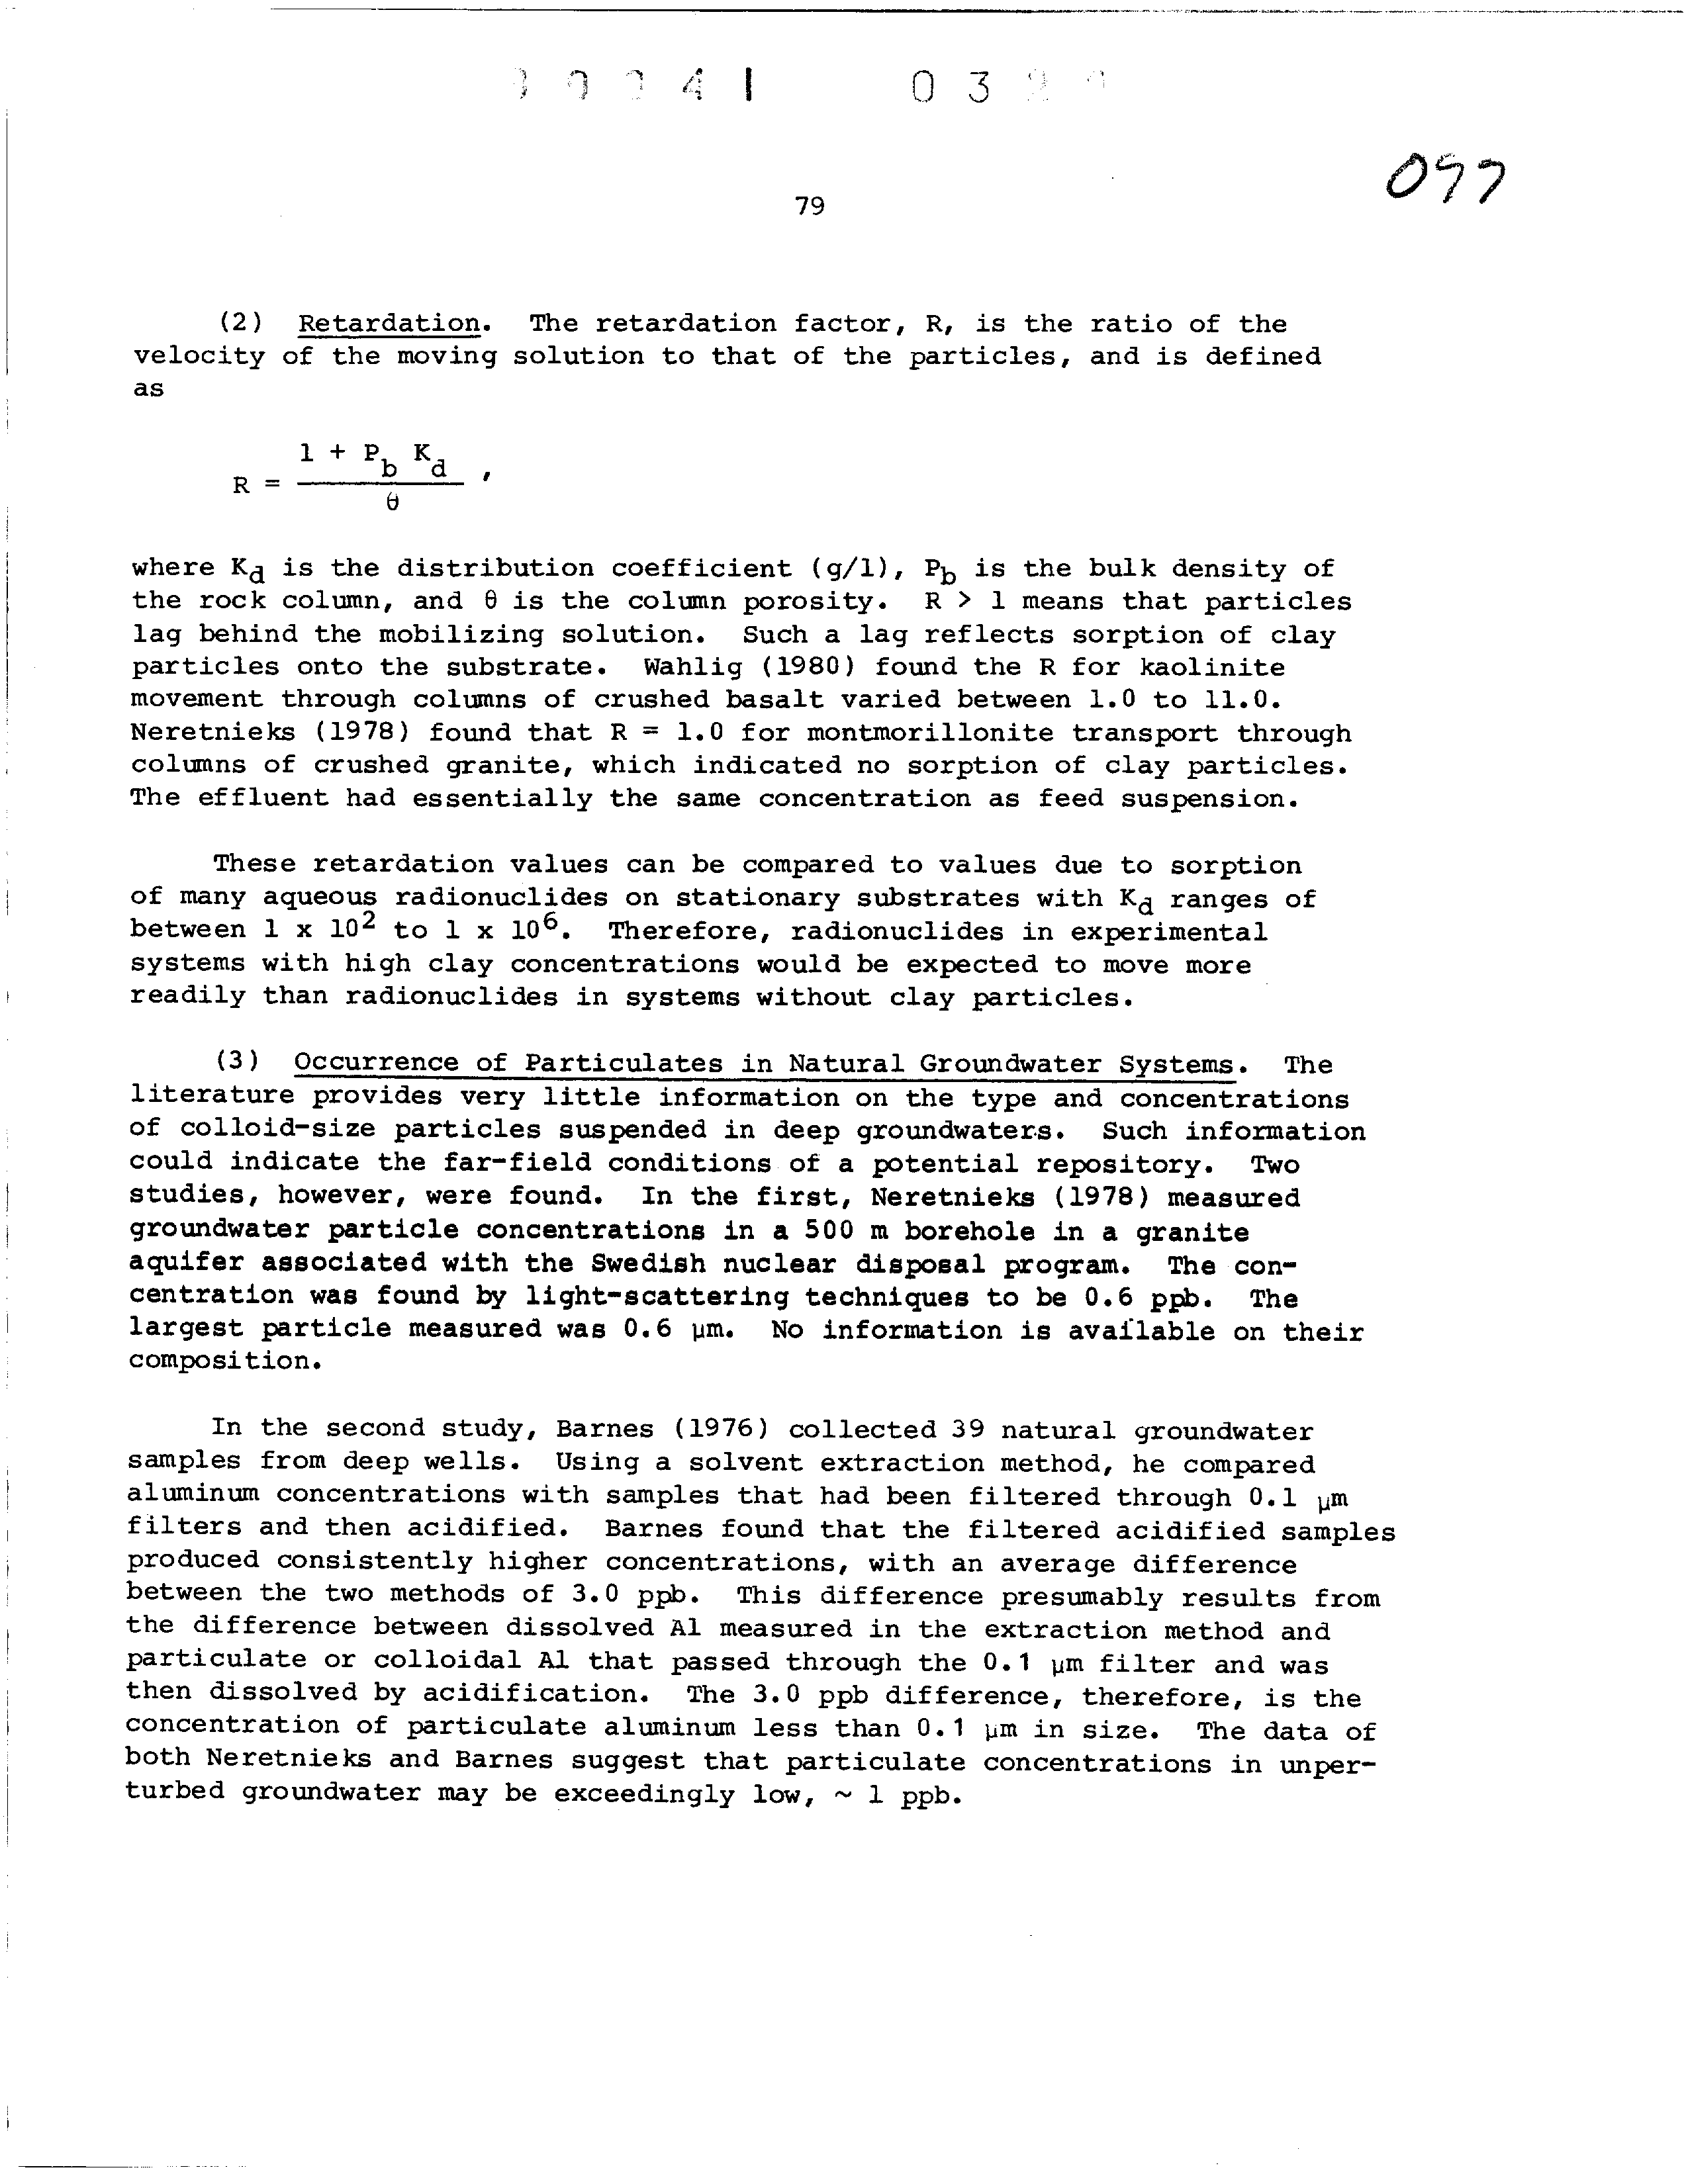 41 03
097
79
(2) Retardation. The retardation factor, R, is the ratio of the
velocity of the moving solution to that of the particles, and is defined
as
R = (1 + P_b K_d) / θ ,
where K_d is the distribution coefficient (g/l), P_b is the bulk density of
the rock column, and θ is the column porosity. R > 1 means that particles
lag behind the mobilizing solution. Such a lag reflects sorption of clay
particles onto the substrate. Wahlig (1980) found the R for kaolinite
movement through columns of crushed basalt varied between 1.0 to 11.0.
Neretnieks (1978) found that R = 1.0 for montmorillonite transport through
columns of crushed granite, which indicated no sorption of clay particles.
The effluent had essentially the same concentration as feed suspension.
These retardation values can be compared to values due to sorption
of many aqueous radionuclides on stationary substrates with K_d ranges of
between 1 x 10² to 1 x 10⁶. Therefore, radionuclides in experimental
systems with high clay concentrations would be expected to move more
readily than radionuclides in systems without clay particles.
(3) Occurrence of Particulates in Natural Groundwater Systems. The
literature provides very little information on the type and concentrations
of colloid-size particles suspended in deep groundwaters. Such information
could indicate the far-field conditions of a potential repository. Two
studies, however, were found. In the first, Neretnieks (1978) measured
groundwater particle concentrations in a 500 m borehole in a granite
aquifer associated with the Swedish nuclear disposal program. The con-
centration was found by light-scattering techniques to be 0.6 ppb. The
largest particle measured was 0.6 μm. No information is available on their
composition.
In the second study, Barnes (1976) collected 39 natural groundwater
samples from deep wells. Using a solvent extraction method, he compared
aluminum concentrations with samples that had been filtered through 0.1 μm
filters and then acidified. Barnes found that the filtered acidified samples
produced consistently higher concentrations, with an average difference
between the two methods of 3.0 ppb. This difference presumably results from
the difference between dissolved Al measured in the extraction method and
particulate or colloidal Al that passed through the 0.1 μm filter and was
then dissolved by acidification. The 3.0 ppb difference, therefore, is the
concentration of particulate aluminum less than 0.1 μm in size. The data of
both Neretnieks and Barnes suggest that particulate concentrations in unper-
turbed groundwater may be exceedingly low, ~ 1 ppb.